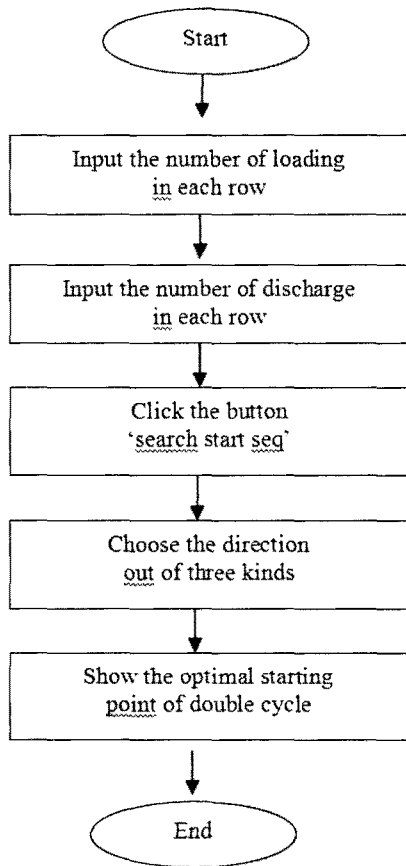 Start
Input the number of loading
in each row
Input the number of discharge
in each row
Click the button
‘search start seq’
Choose the direction
out of three kinds
Show the optimal starting
point of double cycle
End